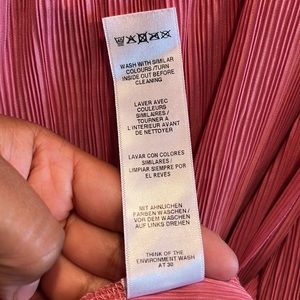 WASH WITH SIMILAR
COLOURS /TURN
INSIDE OUT BEFORE
CLEANING
LAVER AVEC
COULEURS
SIMILAIRES /
TOURNER A
L'INTERIEUR AVANT
DE NETTOYER
LAVAR CON COLORES
SIMILARES /
LIMPIAR SIEMPRE POR
EL REVES
MIT AHNLICHEN
FARBEN WASCHEN /
VOR DEM WASCHEN
AUF LINKS DREHEN
THINK OF THE
ENVIRONMENT WASH
AT 30